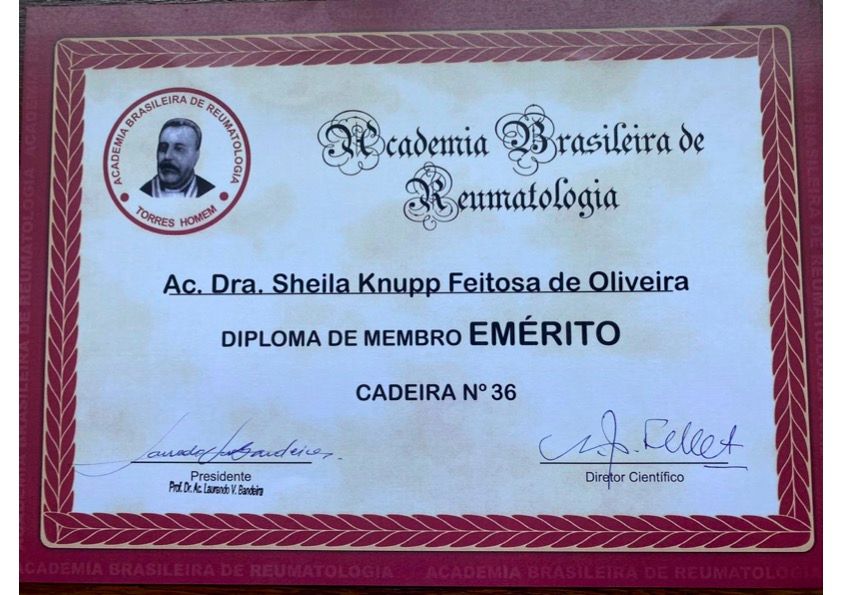 ACADEMIA BRASILEIRA DE REUMATOLOGIA
TORRES HOMEM
Academia Brasileira de
Reumatologia
Ac. Dra. Sheila Knupp Feitosa de Oliveira
DIPLOMA DE MEMBRO EMÉRITO
CADEIRA Nº 36
Presidente
Prof. Dr. Ac. Laurando V. Bandeira
Diretor Científico
ACADEMIA BRASILEIRA DE REUMATOLOGIA ACADEMIA BRASILEIRA DE REUMATOLOGIA